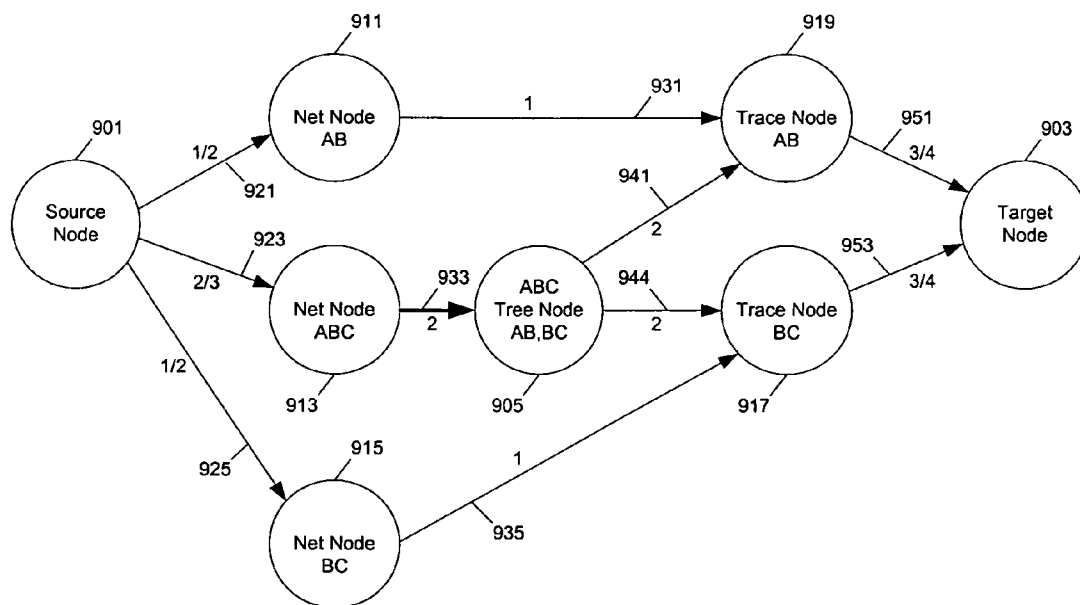 911
919
901
Net Node
AB
1
931
Trace Node
AB
951
903
1/2
921
3/4
Source
Node
941
Target
Node
923
2
953
2/3
933
ABC
Tree Node
AB,BC
944
3/4
Net Node
ABC
2
2
Trace Node
BC
1/2
913
905
917
915
1
925
935
Net Node
BC